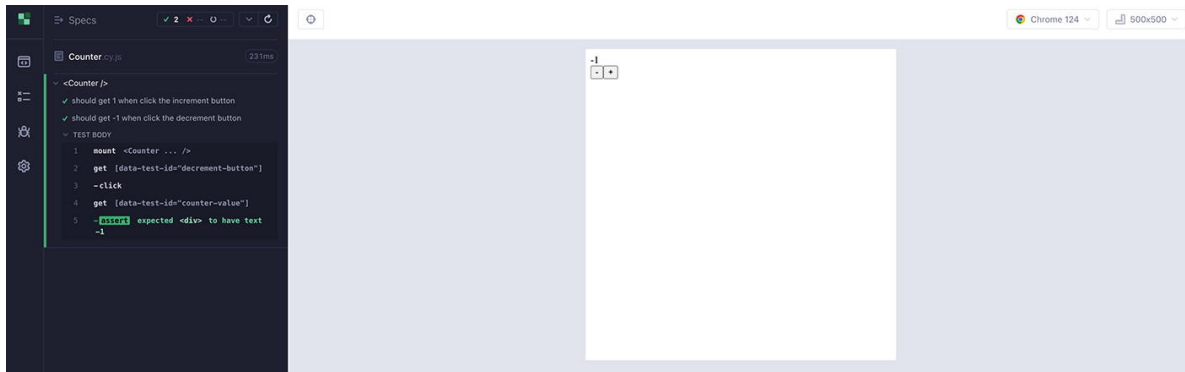 Specs
✓ 2 ✕ -- --
Chrome 124
500x500
Counter.cy.js
231ms
<Counter />
✓ should get 1 when click the increment button
✓ should get -1 when click the decrement button
TEST BODY
1 mount <Counter ... />
2 get [data-test-id="decrement-button"]
3 -click
4 get [data-test-id="counter-value"]
5 -assert expected <div> to have text
-1
-1
- +